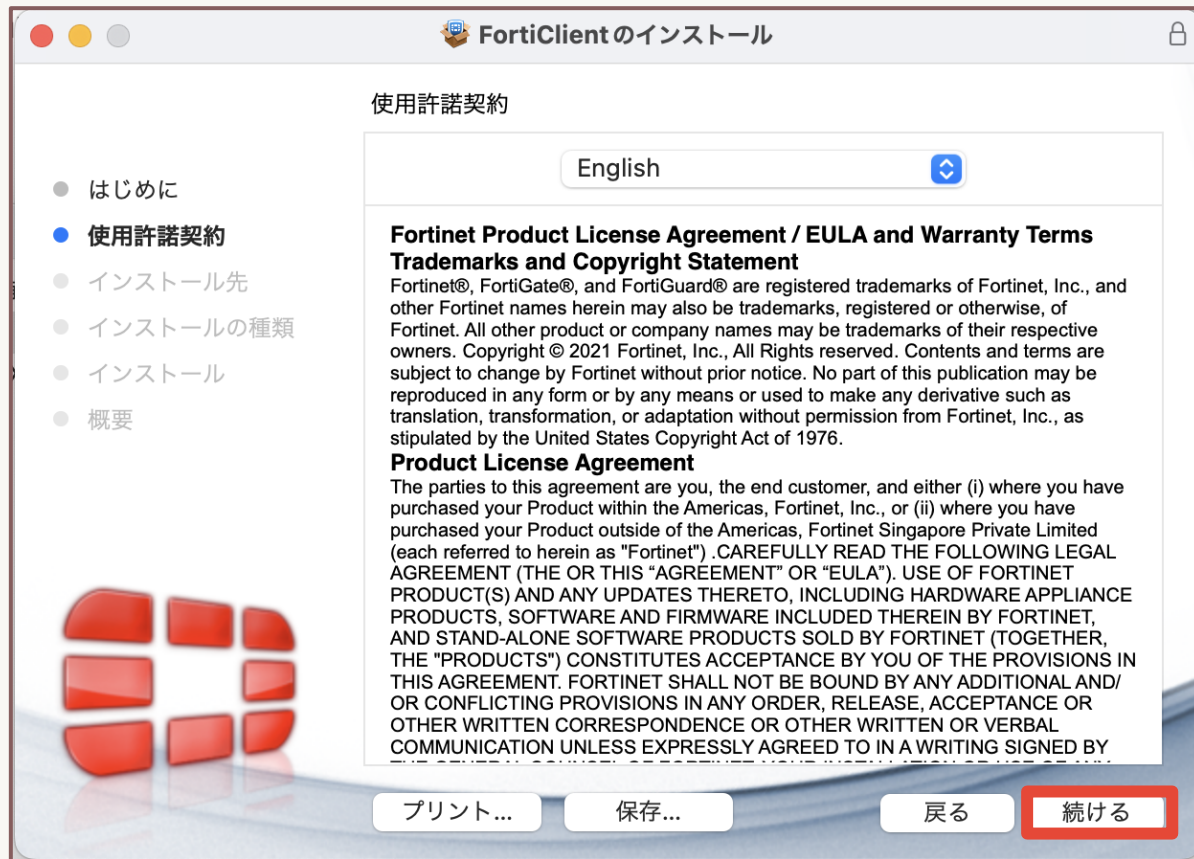 FortiClientのインストール
使用許諾契約
English
はじめに
使用許諾契約
インストール先
インストールの種類
インストール
概要
Fortinet Product License Agreement / EULA and Warranty Terms
Trademarks and Copyright Statement
Fortinet®, FortiGate®, and FortiGuard® are registered trademarks of Fortinet, Inc., and
other Fortinet names herein may also be trademarks, registered or otherwise, of
Fortinet. All other product or company names may be trademarks of their respective
owners. Copyright © 2021 Fortinet, Inc., All Rights reserved. Contents and terms are
subject to change by Fortinet without prior notice. No part of this publication may be
reproduced in any form or by any means or used to make any derivative such as
translation, transformation, or adaptation without permission from Fortinet, Inc., as
stipulated by the United States Copyright Act of 1976.
Product License Agreement
The parties to this agreement are you, the end customer, and either (i) where you have
purchased your Product within the Americas, Fortinet, Inc., or (ii) where you have
purchased your Product outside of the Americas, Fortinet Singapore Private Limited
(each referred to herein as "Fortinet") .CAREFULLY READ THE FOLLOWING LEGAL
AGREEMENT (THE OR THIS “AGREEMENT” OR “EULA”). USE OF FORTINET
PRODUCT(S) AND ANY UPDATES THERETO, INCLUDING HARDWARE APPLIANCE
PRODUCTS, SOFTWARE AND FIRMWARE INCLUDED THEREIN BY FORTINET,
AND STAND-ALONE SOFTWARE PRODUCTS SOLD BY FORTINET (TOGETHER,
THE "PRODUCTS") CONSTITUTES ACCEPTANCE BY YOU OF THE PROVISIONS IN
THIS AGREEMENT. FORTINET SHALL NOT BE BOUND BY ANY ADDITIONAL AND/
OR CONFLICTING PROVISIONS IN ANY ORDER, RELEASE, ACCEPTANCE OR
OTHER WRITTEN CORRESPONDENCE OR OTHER WRITTEN OR VERBAL
COMMUNICATION UNLESS EXPRESSLY AGREED TO IN A WRITING SIGNED BY
プリント...
保存...
戻る
続ける